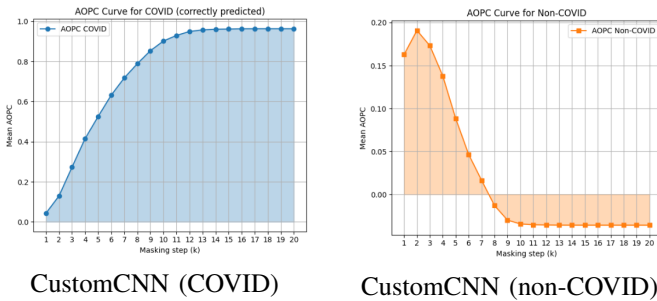 AOPC Curve for COVID (correctly predicted)
AOPC COVID
Mean AOPC
1.0
0.8
0.6
0.4
0.2
0.0
1 2 3 4 5 6 7 8 9 10 11 12 13 14 15 16 17 18 19 20
Masking step (k)
CustomCNN (COVID)
AOPC Curve for Non-COVID
AOPC Non-COVID
Mean AOPC
0.20
0.15
0.10
0.05
0.00
1 2 3 4 5 6 7 8 9 10 11 12 13 14 15 16 17 18 19 20
Masking step (k)
CustomCNN (non-COVID)